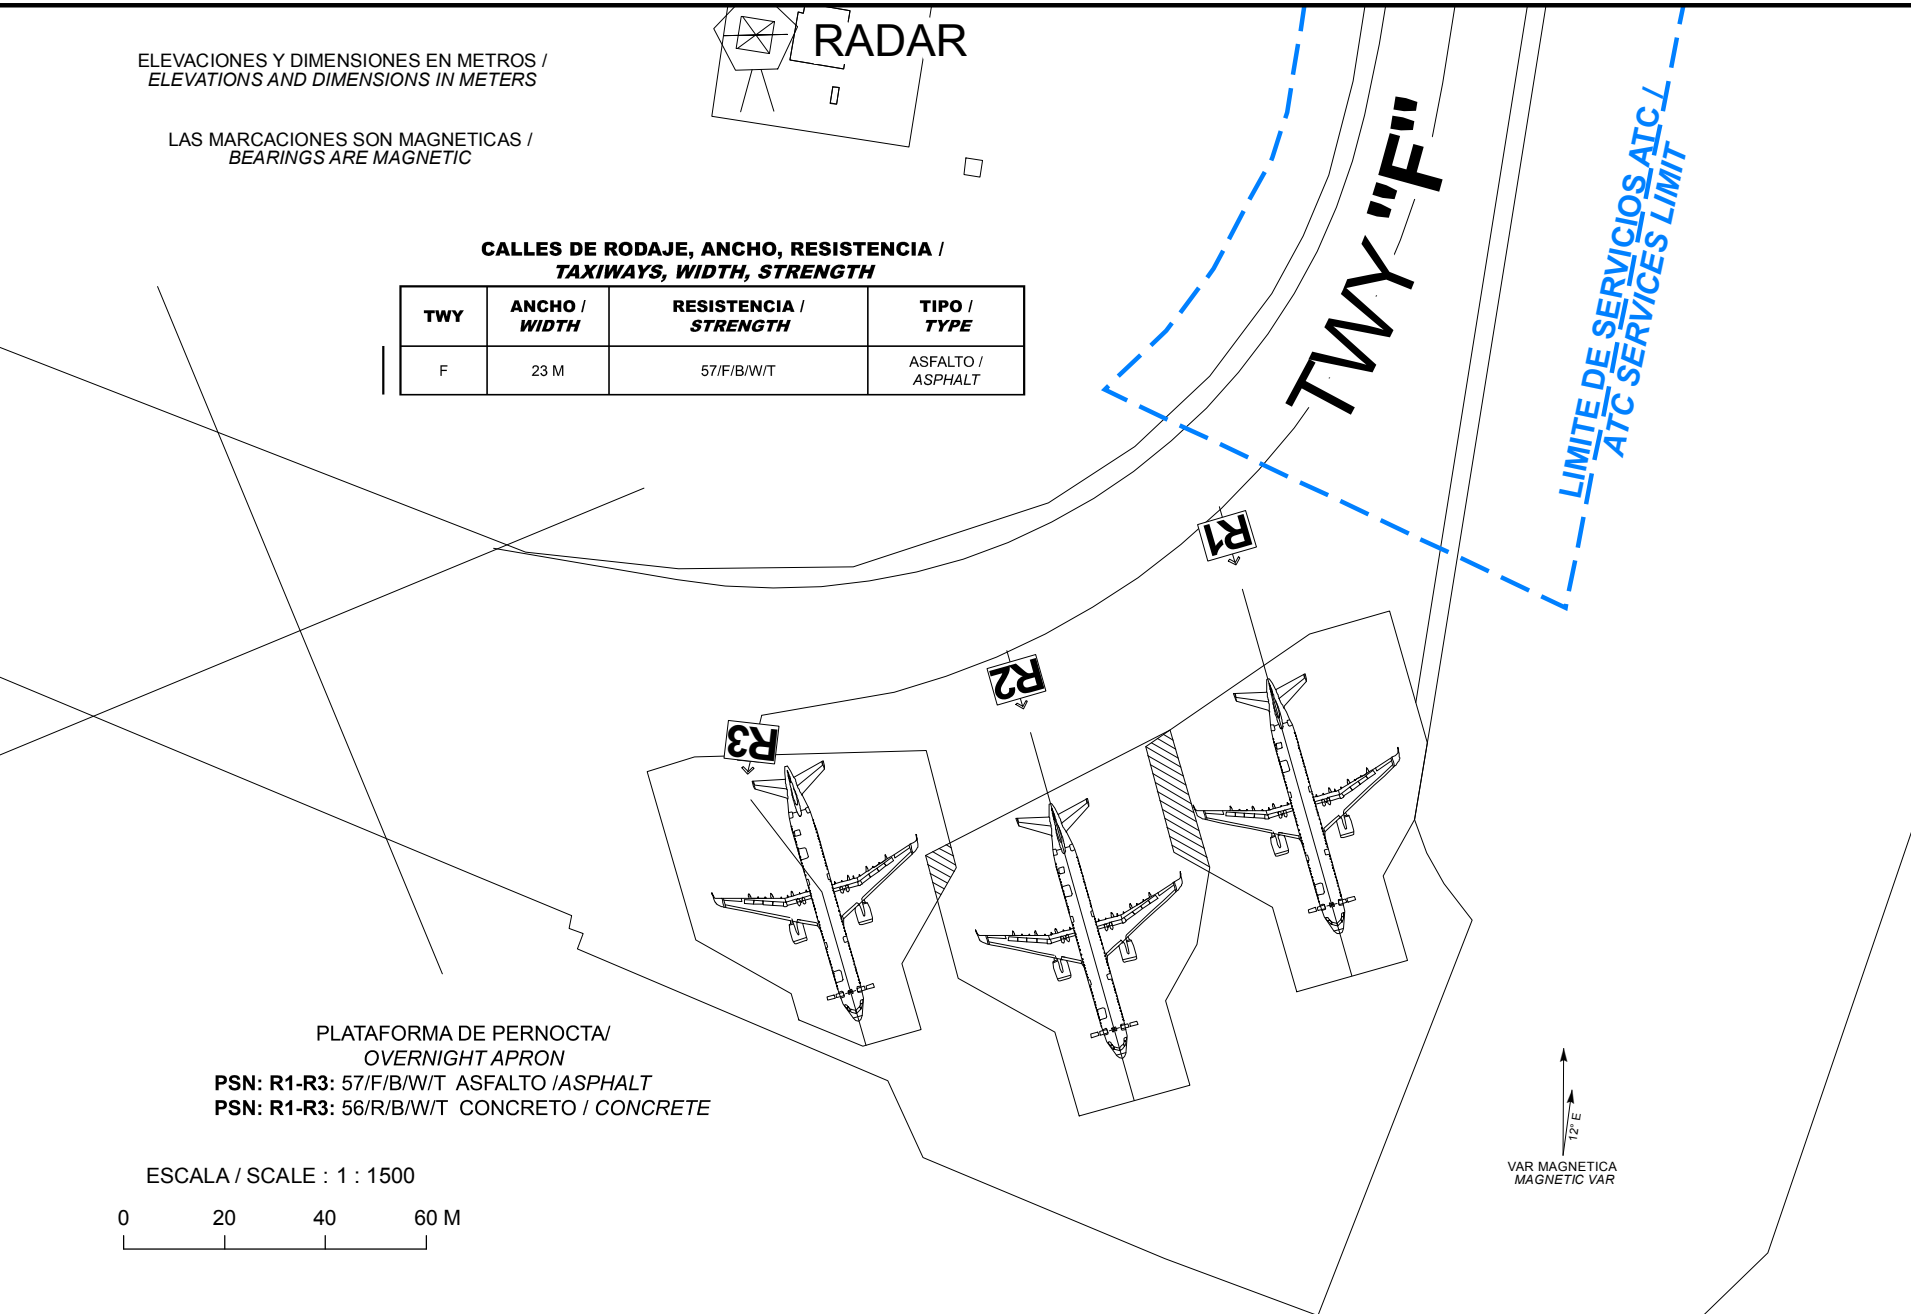 RADAR
ELEVACIONES Y DIMENSIONES EN METROS /
ELEVATIONS AND DIMENSIONS IN METERS
LAS MARCACIONES SON MAGNETICAS /
BEARINGS ARE MAGNETIC
CALLES DE RODAJE, ANCHO, RESISTENCIA /
TAXIWAYS, WIDTH, STRENGTH
TWY
ANCHO /
WIDTH
RESISTENCIA /
STRENGTH
TIPO /
TYPE
F
23 M
57/F/B/W/T
ASFALTO /
ASPHALT
TWY "F"
LIMITE DE SERVICIOS ATC /
ATC SERVICES LIMIT
R1
R2
R3
PLATAFORMA DE PERNOCTA/
OVERNIGHT APRON
PSN: R1-R3: 57/F/B/W/T ASFALTO /ASPHALT
PSN: R1-R3: 56/R/B/W/T CONCRETO / CONCRETE
ESCALA / SCALE : 1 : 1500
0 20 40 60 M
12° E
VAR MAGNETICA
MAGNETIC VAR